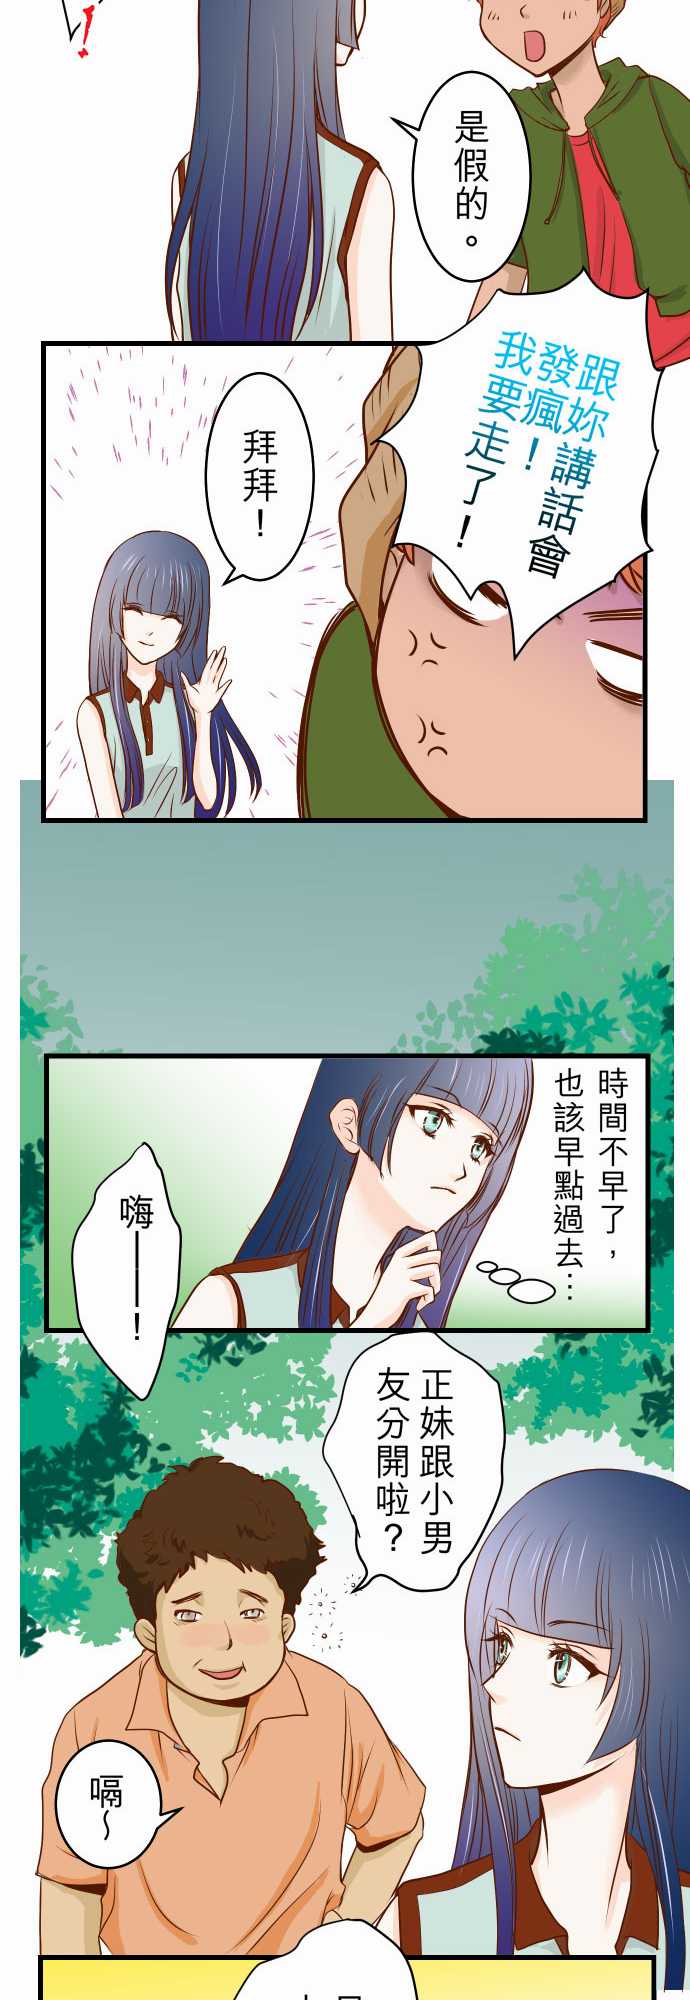 是假的。
跟妳講話會
發瘋！
我要走了！
拜拜！
時間不早了，
也該早點過去…
嗨——！
正妹跟小男
友分開啦？
嗝～